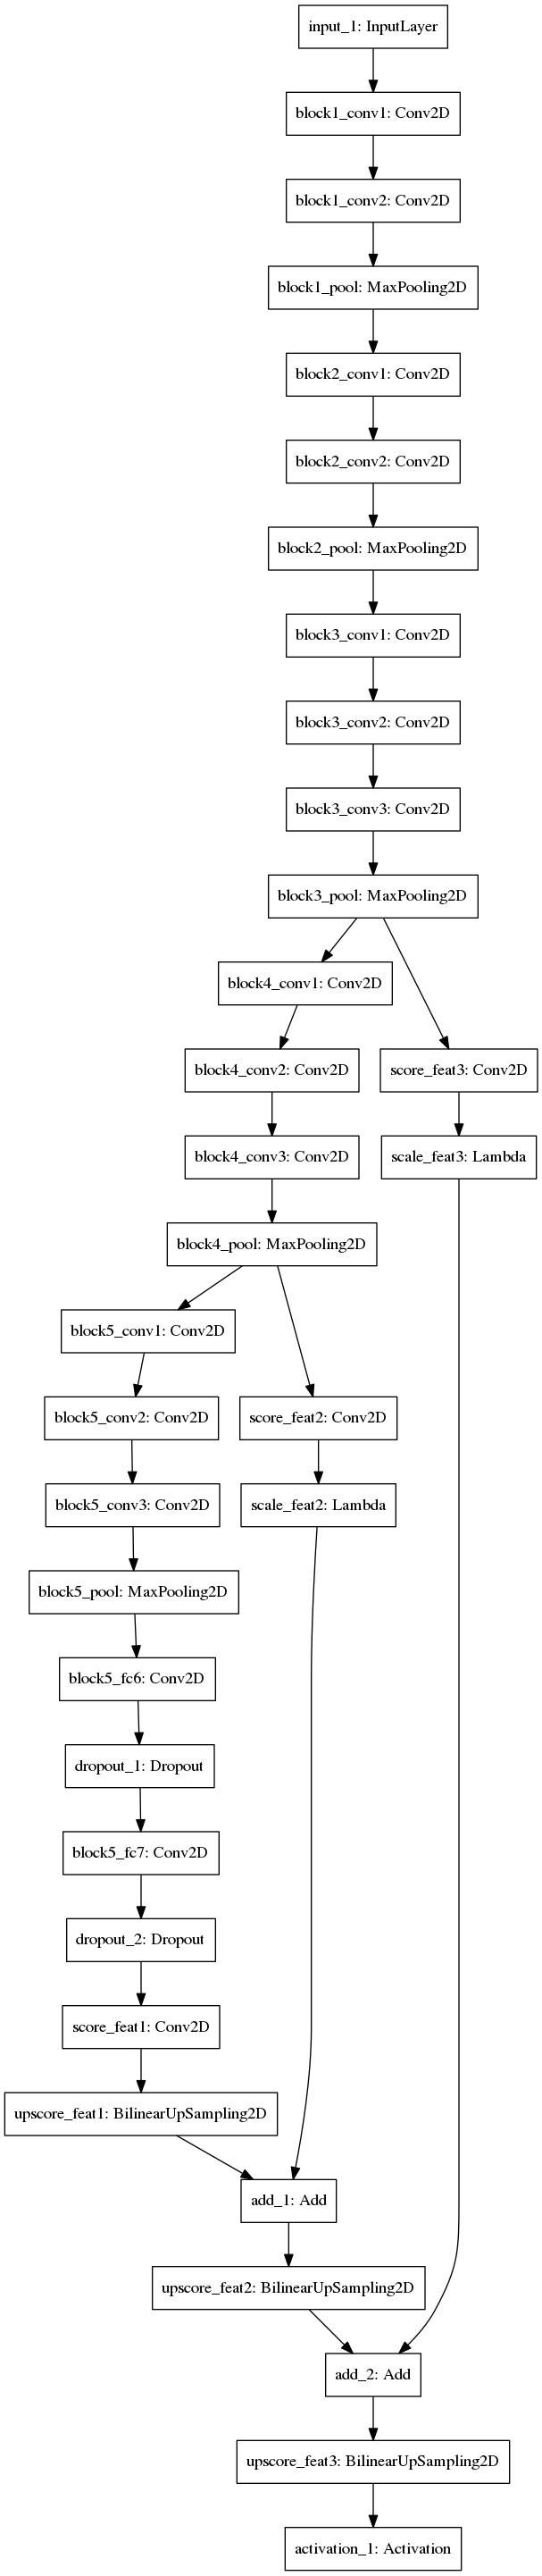 input_1: InputLayer
block1_conv1: Conv2D
block1_conv2: Conv2D
block1_pool: MaxPooling2D
block2_conv1: Conv2D
block2_conv2: Conv2D
block2_pool: MaxPooling2D
block3_conv1: Conv2D
block3_conv2: Conv2D
block3_conv3: Conv2D
block3_pool: MaxPooling2D
block4_conv1: Conv2D
block4_conv2: Conv2D
score_feat3: Conv2D
block4_conv3: Conv2D
scale_feat3: Lambda
block4_pool: MaxPooling2D
block5_conv1: Conv2D
block5_conv2: Conv2D
score_feat2: Conv2D
block5_conv3: Conv2D
scale_feat2: Lambda
block5_pool: MaxPooling2D
block5_fc6: Conv2D
dropout_1: Dropout
block5_fc7: Conv2D
dropout_2: Dropout
score_feat1: Conv2D
upscore_feat1: BilinearUpSampling2D
add_1: Add
upscore_feat2: BilinearUpSampling2D
add_2: Add
upscore_feat3: BilinearUpSampling2D
activation_1: Activation